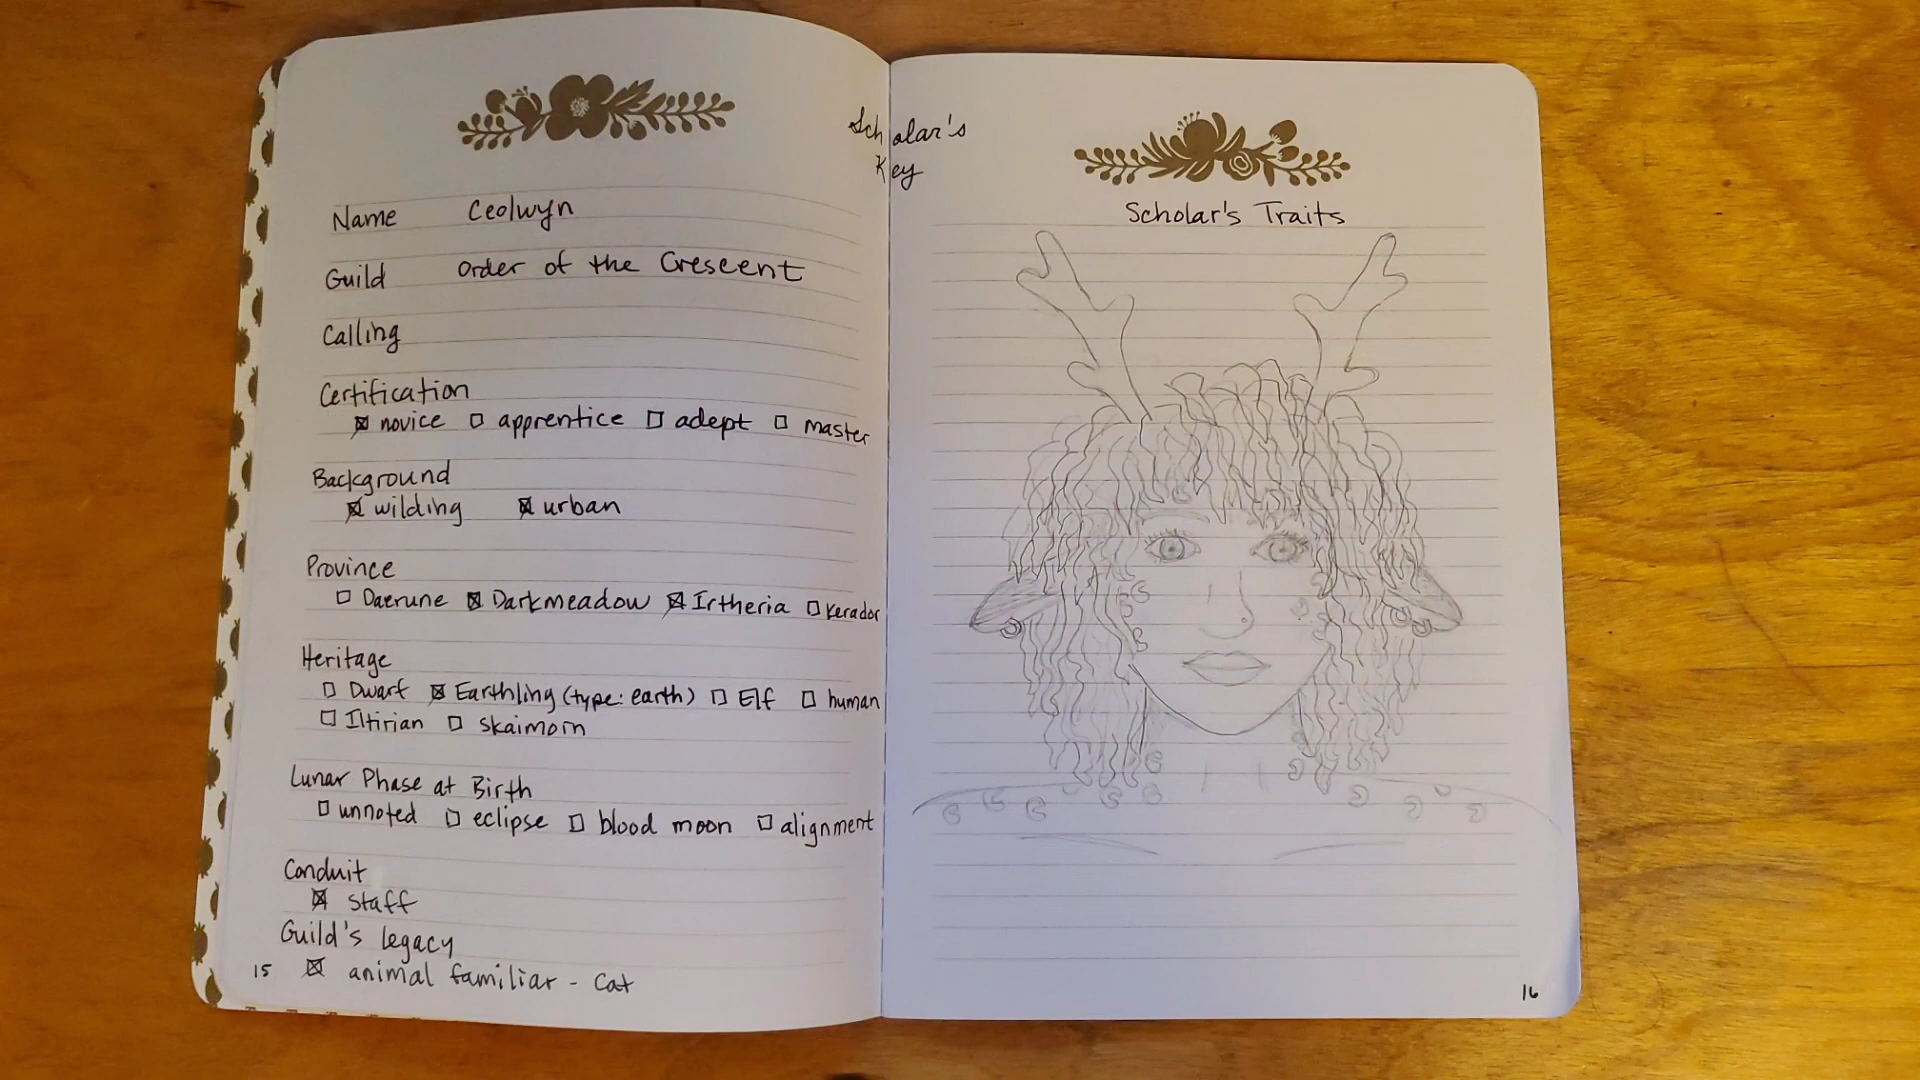 Scholar's
Key
Name Ceolwyn
Guild Order of the Crescent
Calling
Certification
☒ novice ☐ apprentice ☐ adept ☐ master
Background
☒ wilding ☒ urban
Province
☐ Daerune ☒ Darkmeadow ☒ Irtheria ☐ Kerador
Heritage
☐ Dwarf ☒ Earthling (type: earth) ☐ Elf ☐ human
☐ Iltirian ☐ Skaimorn
Lunar Phase at Birth
☐ unnoted ☐ eclipse ☐ blood moon ☐ alignment
Conduit
☒ staff
Guild's legacy
15 ☒ animal familiar - cat
Scholar's Traits
16